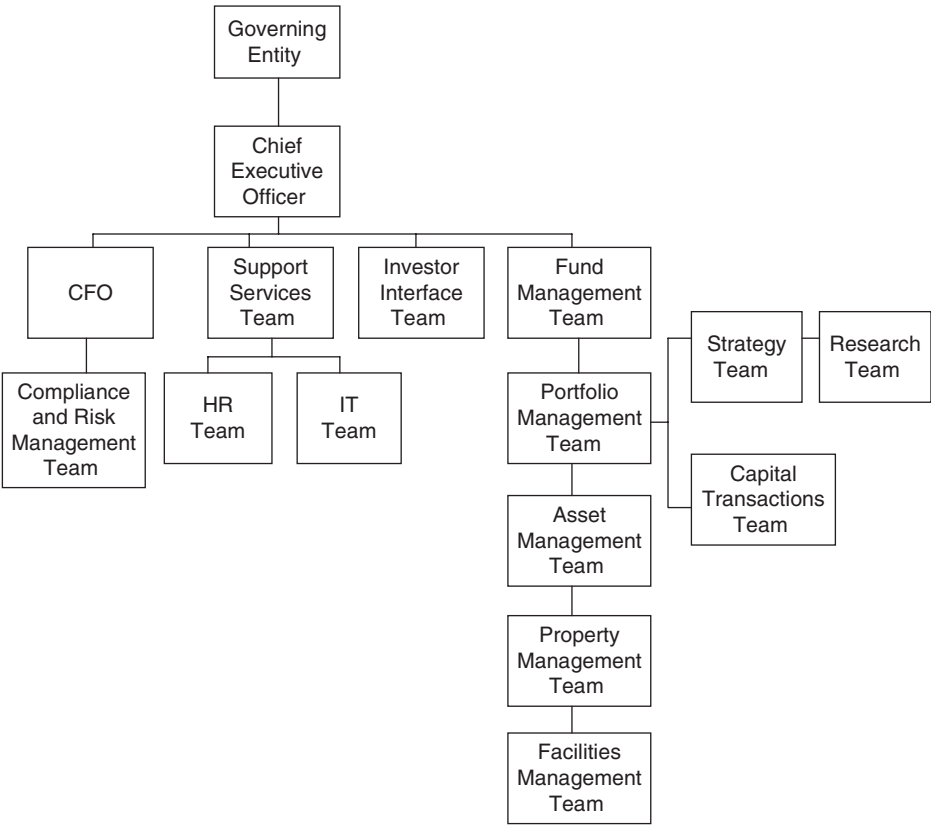 Governing
Entity
Chief
Executive
Officer
CFO
Support
Services
Team
Investor
Interface
Team
Fund
Management
Team
Compliance
and Risk
Management
Team
HR
Team
IT
Team
Portfolio
Management
Team
Strategy
Team
Research
Team
Capital
Transactions
Team
Asset
Management
Team
Property
Management
Team
Facilities
Management
Team